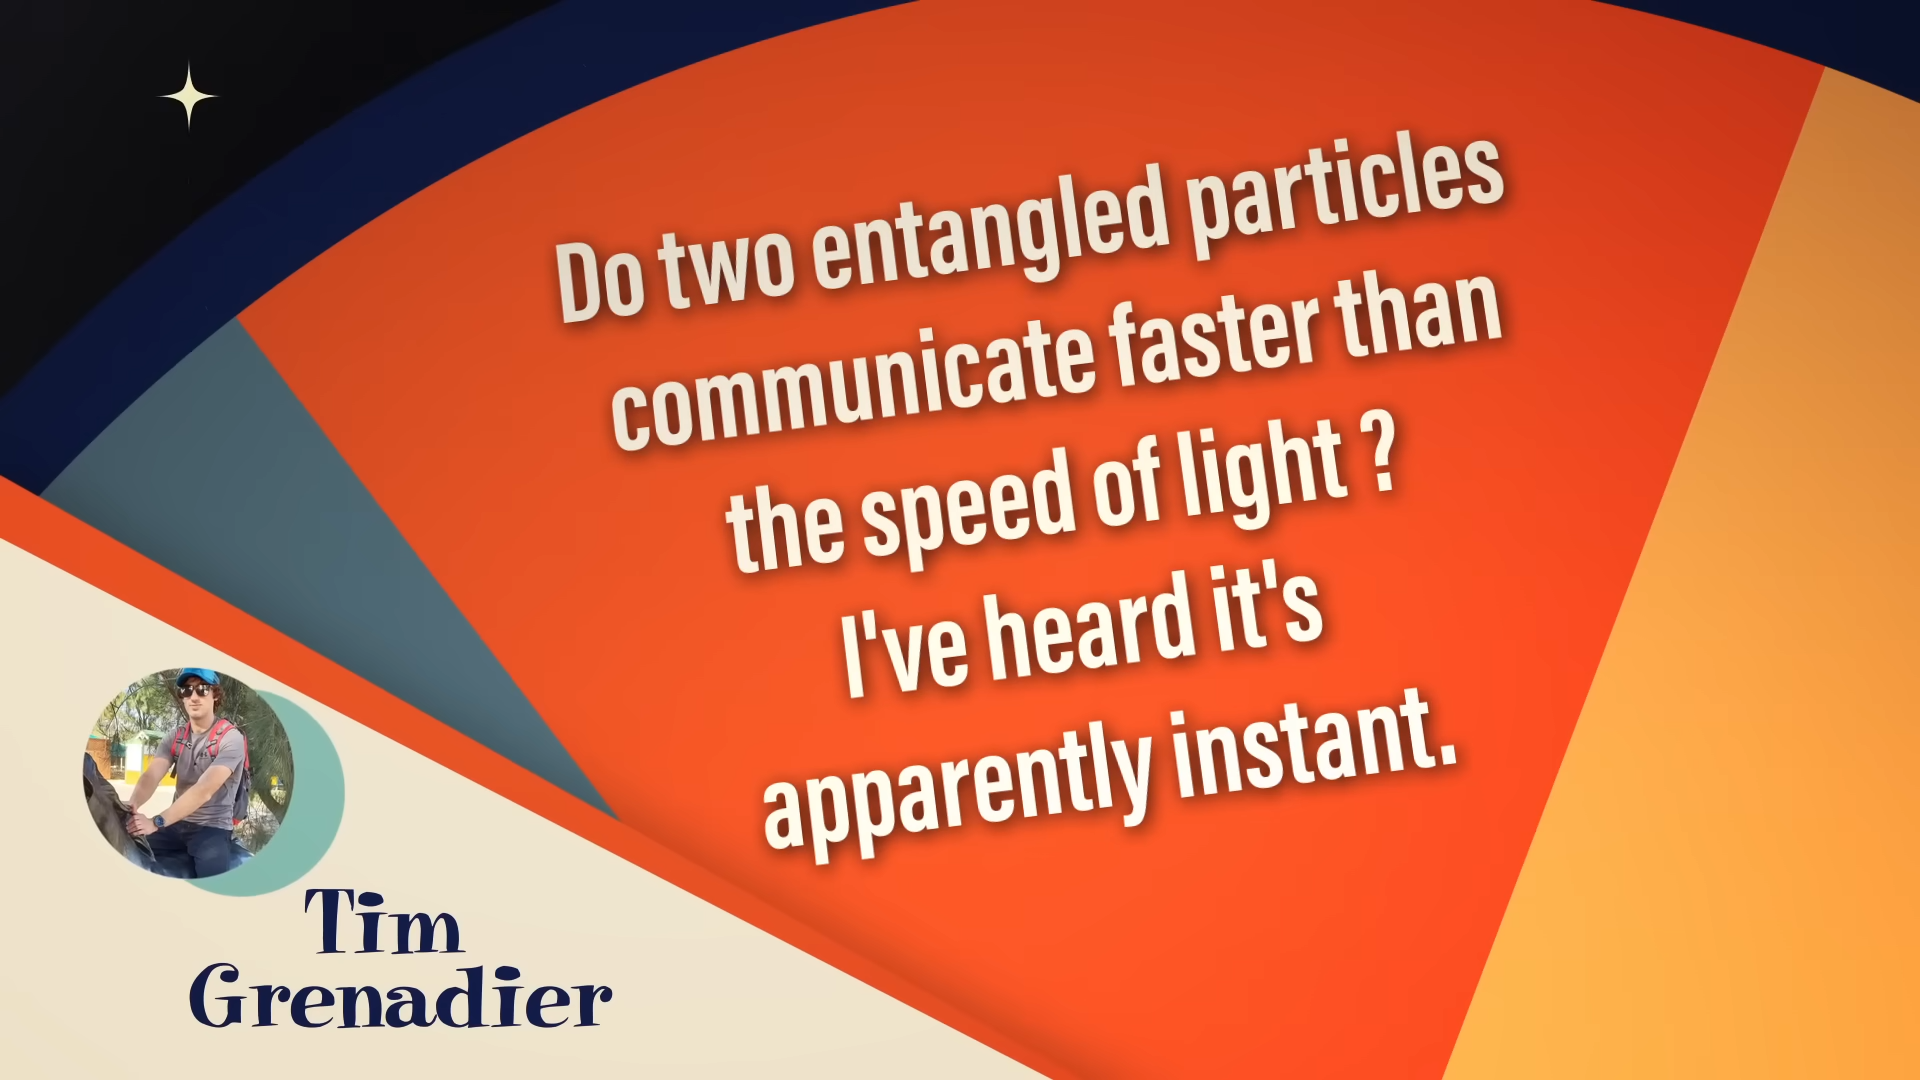 Do two entangled particles
communicate faster than
the speed of light ?
I've heard it's
apparently instant.
Tim
Grenadier